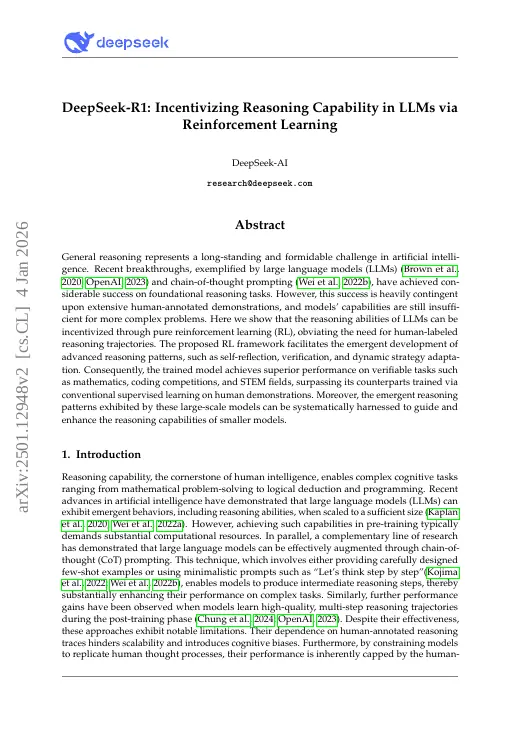 deepseek
DeepSeek-R1: Incentivizing Reasoning Capability in LLMs via
Reinforcement Learning
DeepSeek-AI
research@deepseek.com
Abstract
General reasoning represents a long-standing and formidable challenge in artificial intelli-
gence. Recent breakthroughs, exemplified by large language models (LLMs) (Brown et al.,
2020; OpenAI, 2023) and chain-of-thought prompting (Wei et al., 2022b), have achieved con-
siderable success on foundational reasoning tasks. However, this success is heavily contingent
upon extensive human-annotated demonstrations, and models' capabilities are still insuffi-
cient for more complex problems. Here we show that the reasoning abilities of LLMs can be
incentivized through pure reinforcement learning (RL), obviating the need for human-labeled
reasoning trajectories. The proposed RL framework facilitates the emergent development of
advanced reasoning patterns, such as self-reflection, verification, and dynamic strategy adapta-
tion. Consequently, the trained model achieves superior performance on verifiable tasks such
as mathematics, coding competitions, and STEM fields, surpassing its counterparts trained via
conventional supervised learning on human demonstrations. Moreover, the emergent reasoning
patterns exhibited by these large-scale models can be systematically harnessed to guide and
enhance the reasoning capabilities of smaller models.
1. Introduction
Reasoning capability, the cornerstone of human intelligence, enables complex cognitive tasks
ranging from mathematical problem-solving to logical deduction and programming. Recent
advances in artificial intelligence have demonstrated that large language models (LLMs) can
exhibit emergent behaviors, including reasoning abilities, when scaled to a sufficient size (Kaplan
et al., 2020; Wei et al., 2022a). However, achieving such capabilities in pre-training typically
demands substantial computational resources. In parallel, a complementary line of research
has demonstrated that large language models can be effectively augmented through chain-of-
thought (CoT) prompting. This technique, which involves either providing carefully designed
few-shot examples or using minimalistic prompts such as "Let's think step by step"(Kojima
et al., 2022; Wei et al., 2022b), enables models to produce intermediate reasoning steps, thereby
substantially enhancing their performance on complex tasks. Similarly, further performance
gains have been observed when models learn high-quality, multi-step reasoning trajectories
during the post-training phase (Chung et al., 2024; OpenAI, 2023). Despite their effectiveness,
these approaches exhibit notable limitations. Their dependence on human-annotated reasoning
traces hinders scalability and introduces cognitive biases. Furthermore, by constraining models
to replicate human thought processes, their performance is inherently capped by the human-
arXiv:2501.12948v2 [cs.CL] 4 Jan 2026